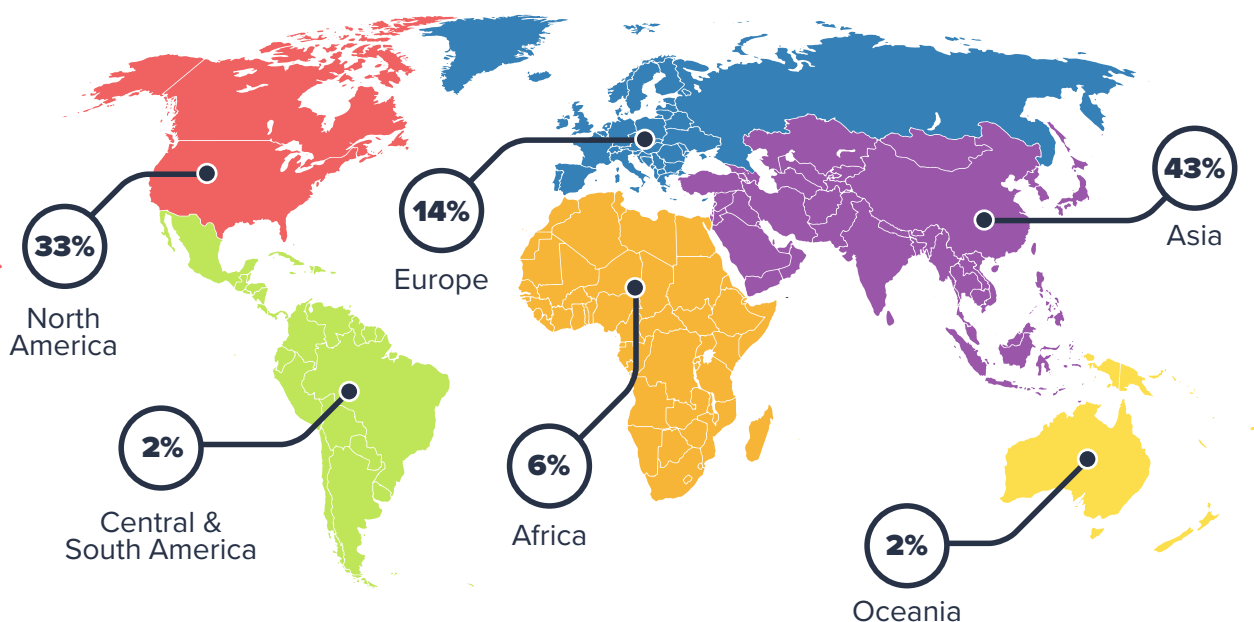 33%
North
America
14%
Europe
43%
Asia
2%
Central &
South America
6%
Africa
2%
Oceania